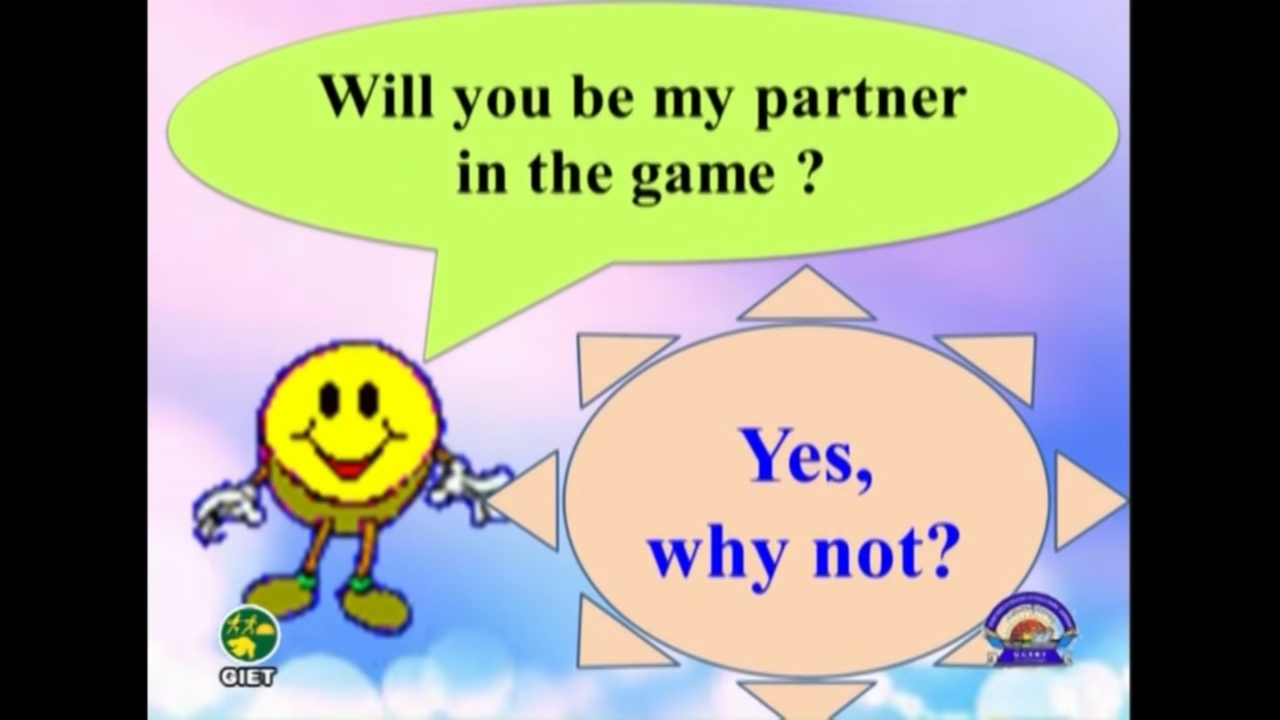 Will you be my partner
in the game ?
Yes,
why not?
GIET